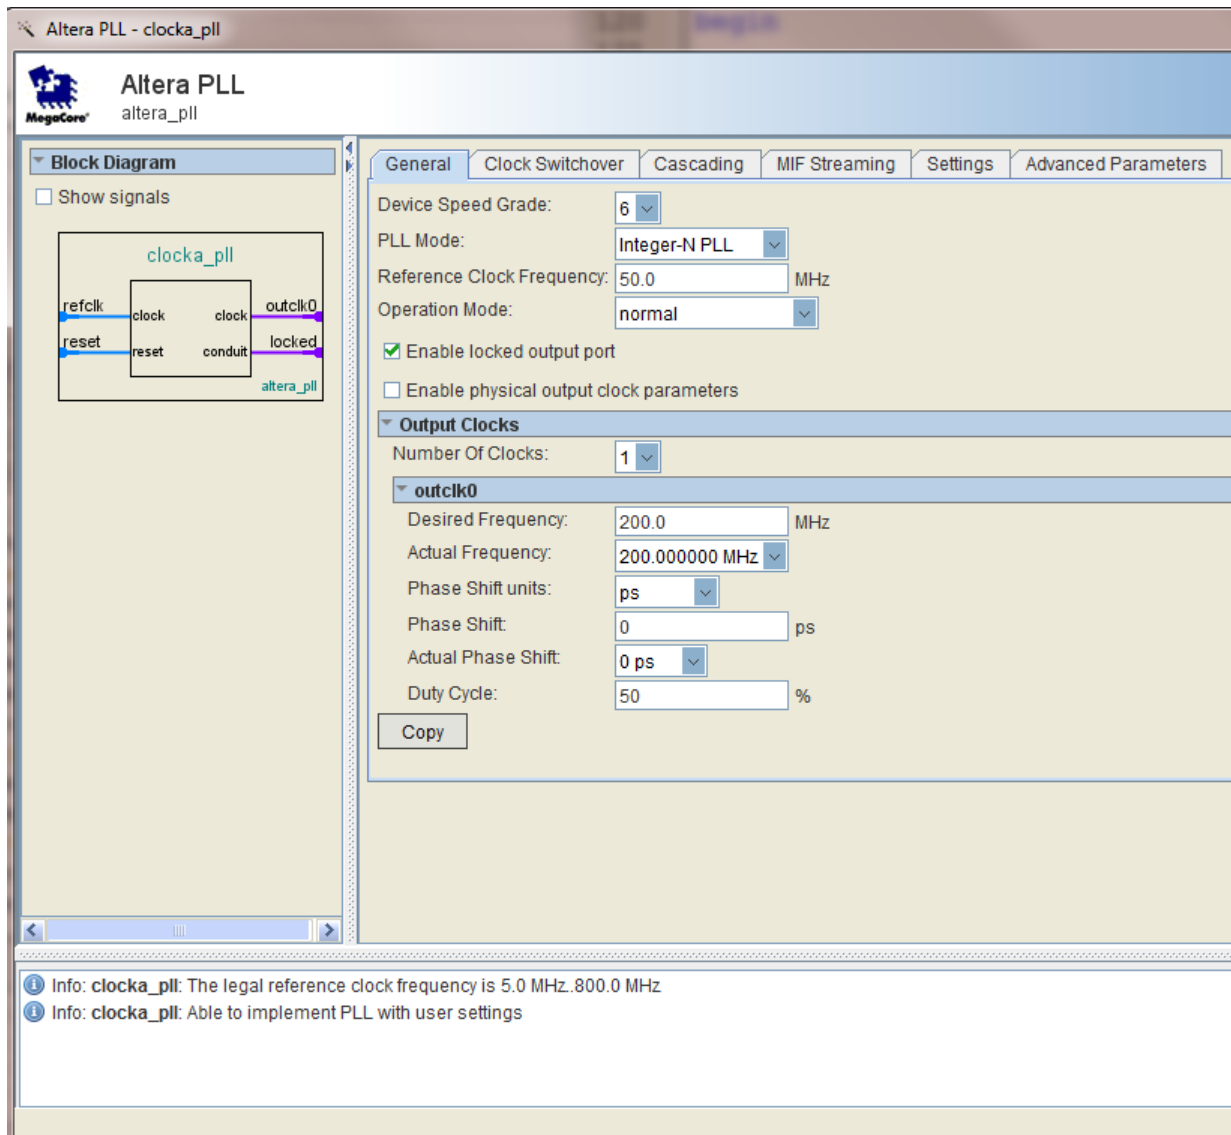 Altera PLL - clocka_pll
120 begin
Altera PLL
altera_pll
MegaCore®
Block Diagram
Show signals
clocka_pll
refclk clock clock outclk0
reset reset conduit locked
altera_pll
General Clock Switchover Cascading MIF Streaming Settings Advanced Parameters
Device Speed Grade: 6
PLL Mode: Integer-N PLL
Reference Clock Frequency: 50.0 MHz
Operation Mode: normal
Enable locked output port
Enable physical output clock parameters
Output Clocks
Number Of Clocks: 1
outclk0
Desired Frequency: 200.0 MHz
Actual Frequency: 200.000000 MHz
Phase Shift units: ps
Phase Shift: 0 ps
Actual Phase Shift: 0 ps
Duty Cycle: 50 %
Copy
Info: clocka_pll: The legal reference clock frequency is 5.0 MHz..800.0 MHz
Info: clocka_pll: Able to implement PLL with user settings